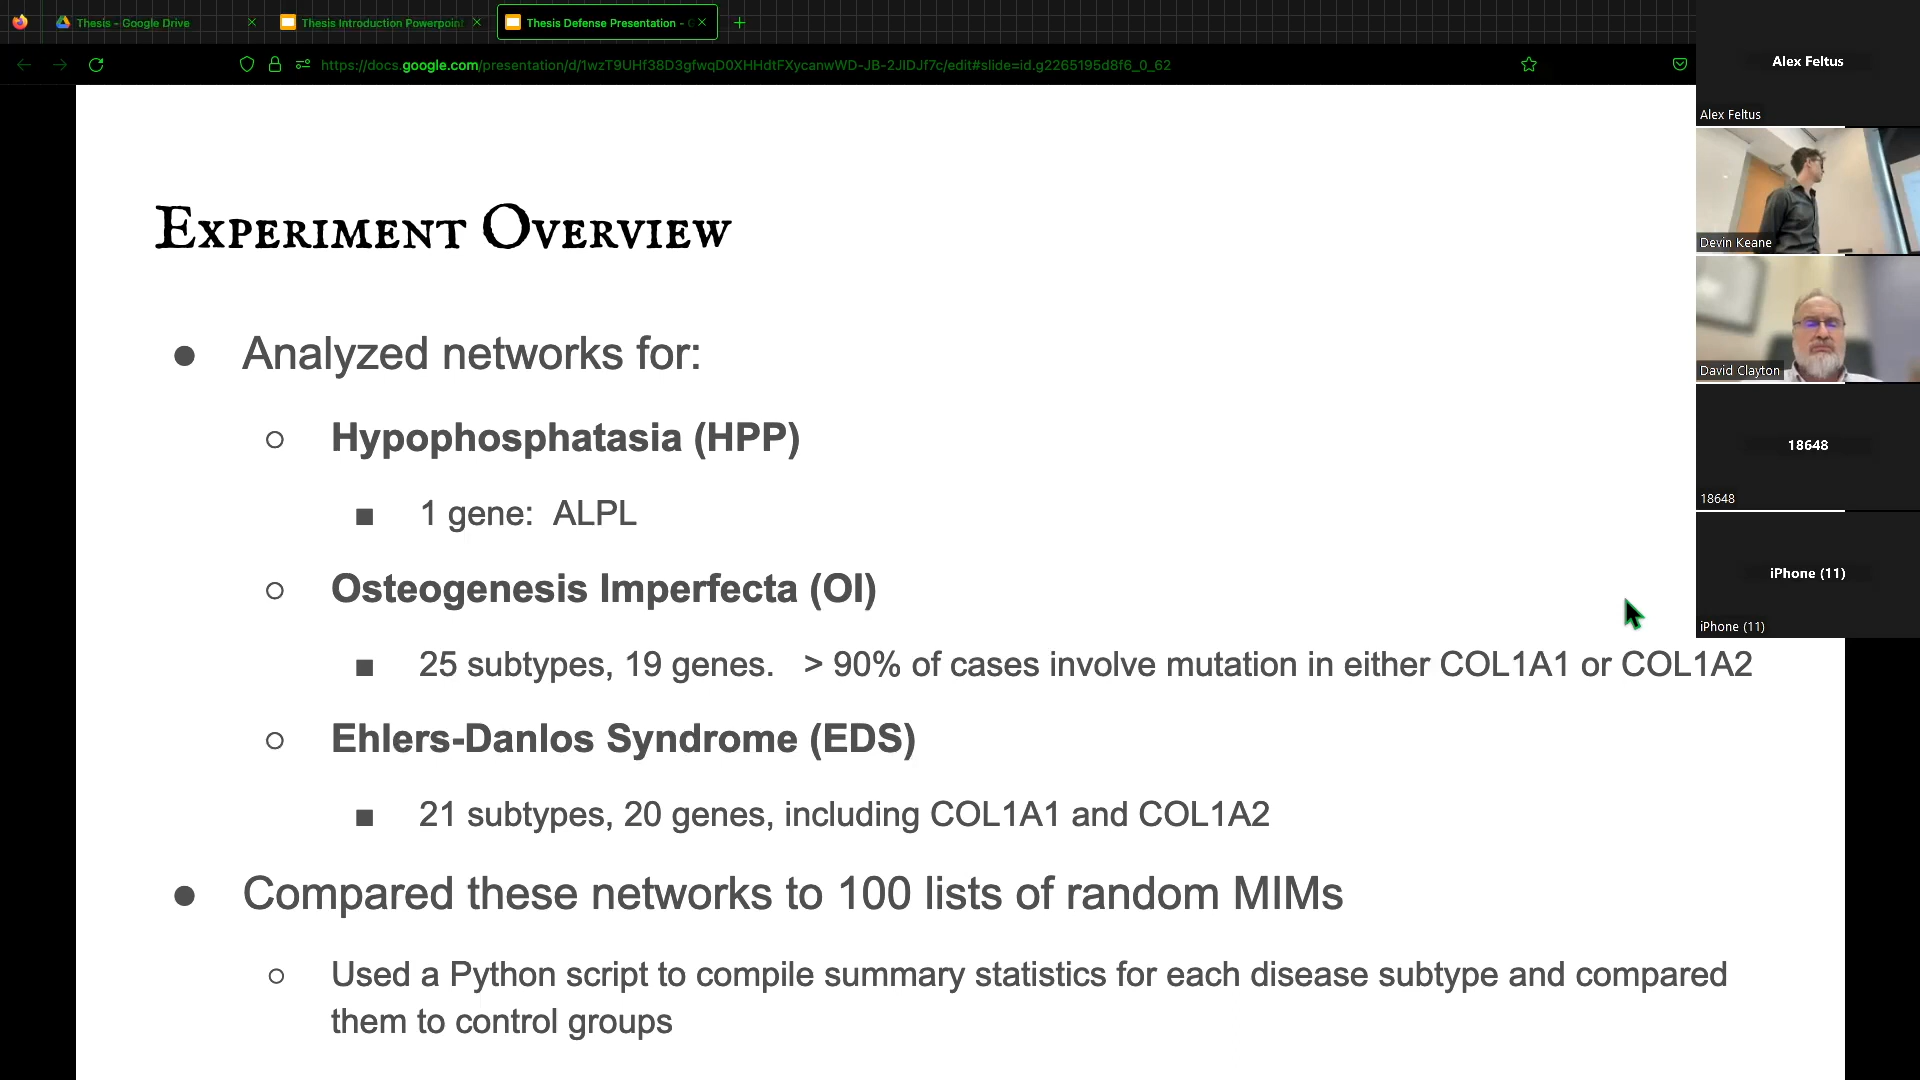 Thesis - Google Drive
Thesis Introduction Powerpoint
Thesis Defense Presentation -
https://docs.google.com/presentation/d/1wzT9UHf38D3gfwqD0XHHdtFXycanwWD-JB-2JIDJf7c/edit#slide=id.g2265195d8f6_0_62
Experiment Overview
● Analyzed networks for:
○ Hypophosphatasia (HPP)
■ 1 gene: ALPL
○ Osteogenesis Imperfecta (OI)
■ 25 subtypes, 19 genes. > 90% of cases involve mutation in either COL1A1 or COL1A2
○ Ehlers-Danlos Syndrome (EDS)
■ 21 subtypes, 20 genes, including COL1A1 and COL1A2
● Compared these networks to 100 lists of random MIMs
○ Used a Python script to compile summary statistics for each disease subtype and compared
them to control groups
Alex Feltus
Alex Feltus
Devin Keane
David Clayton
18648
18648
iPhone (11)
iPhone (11)